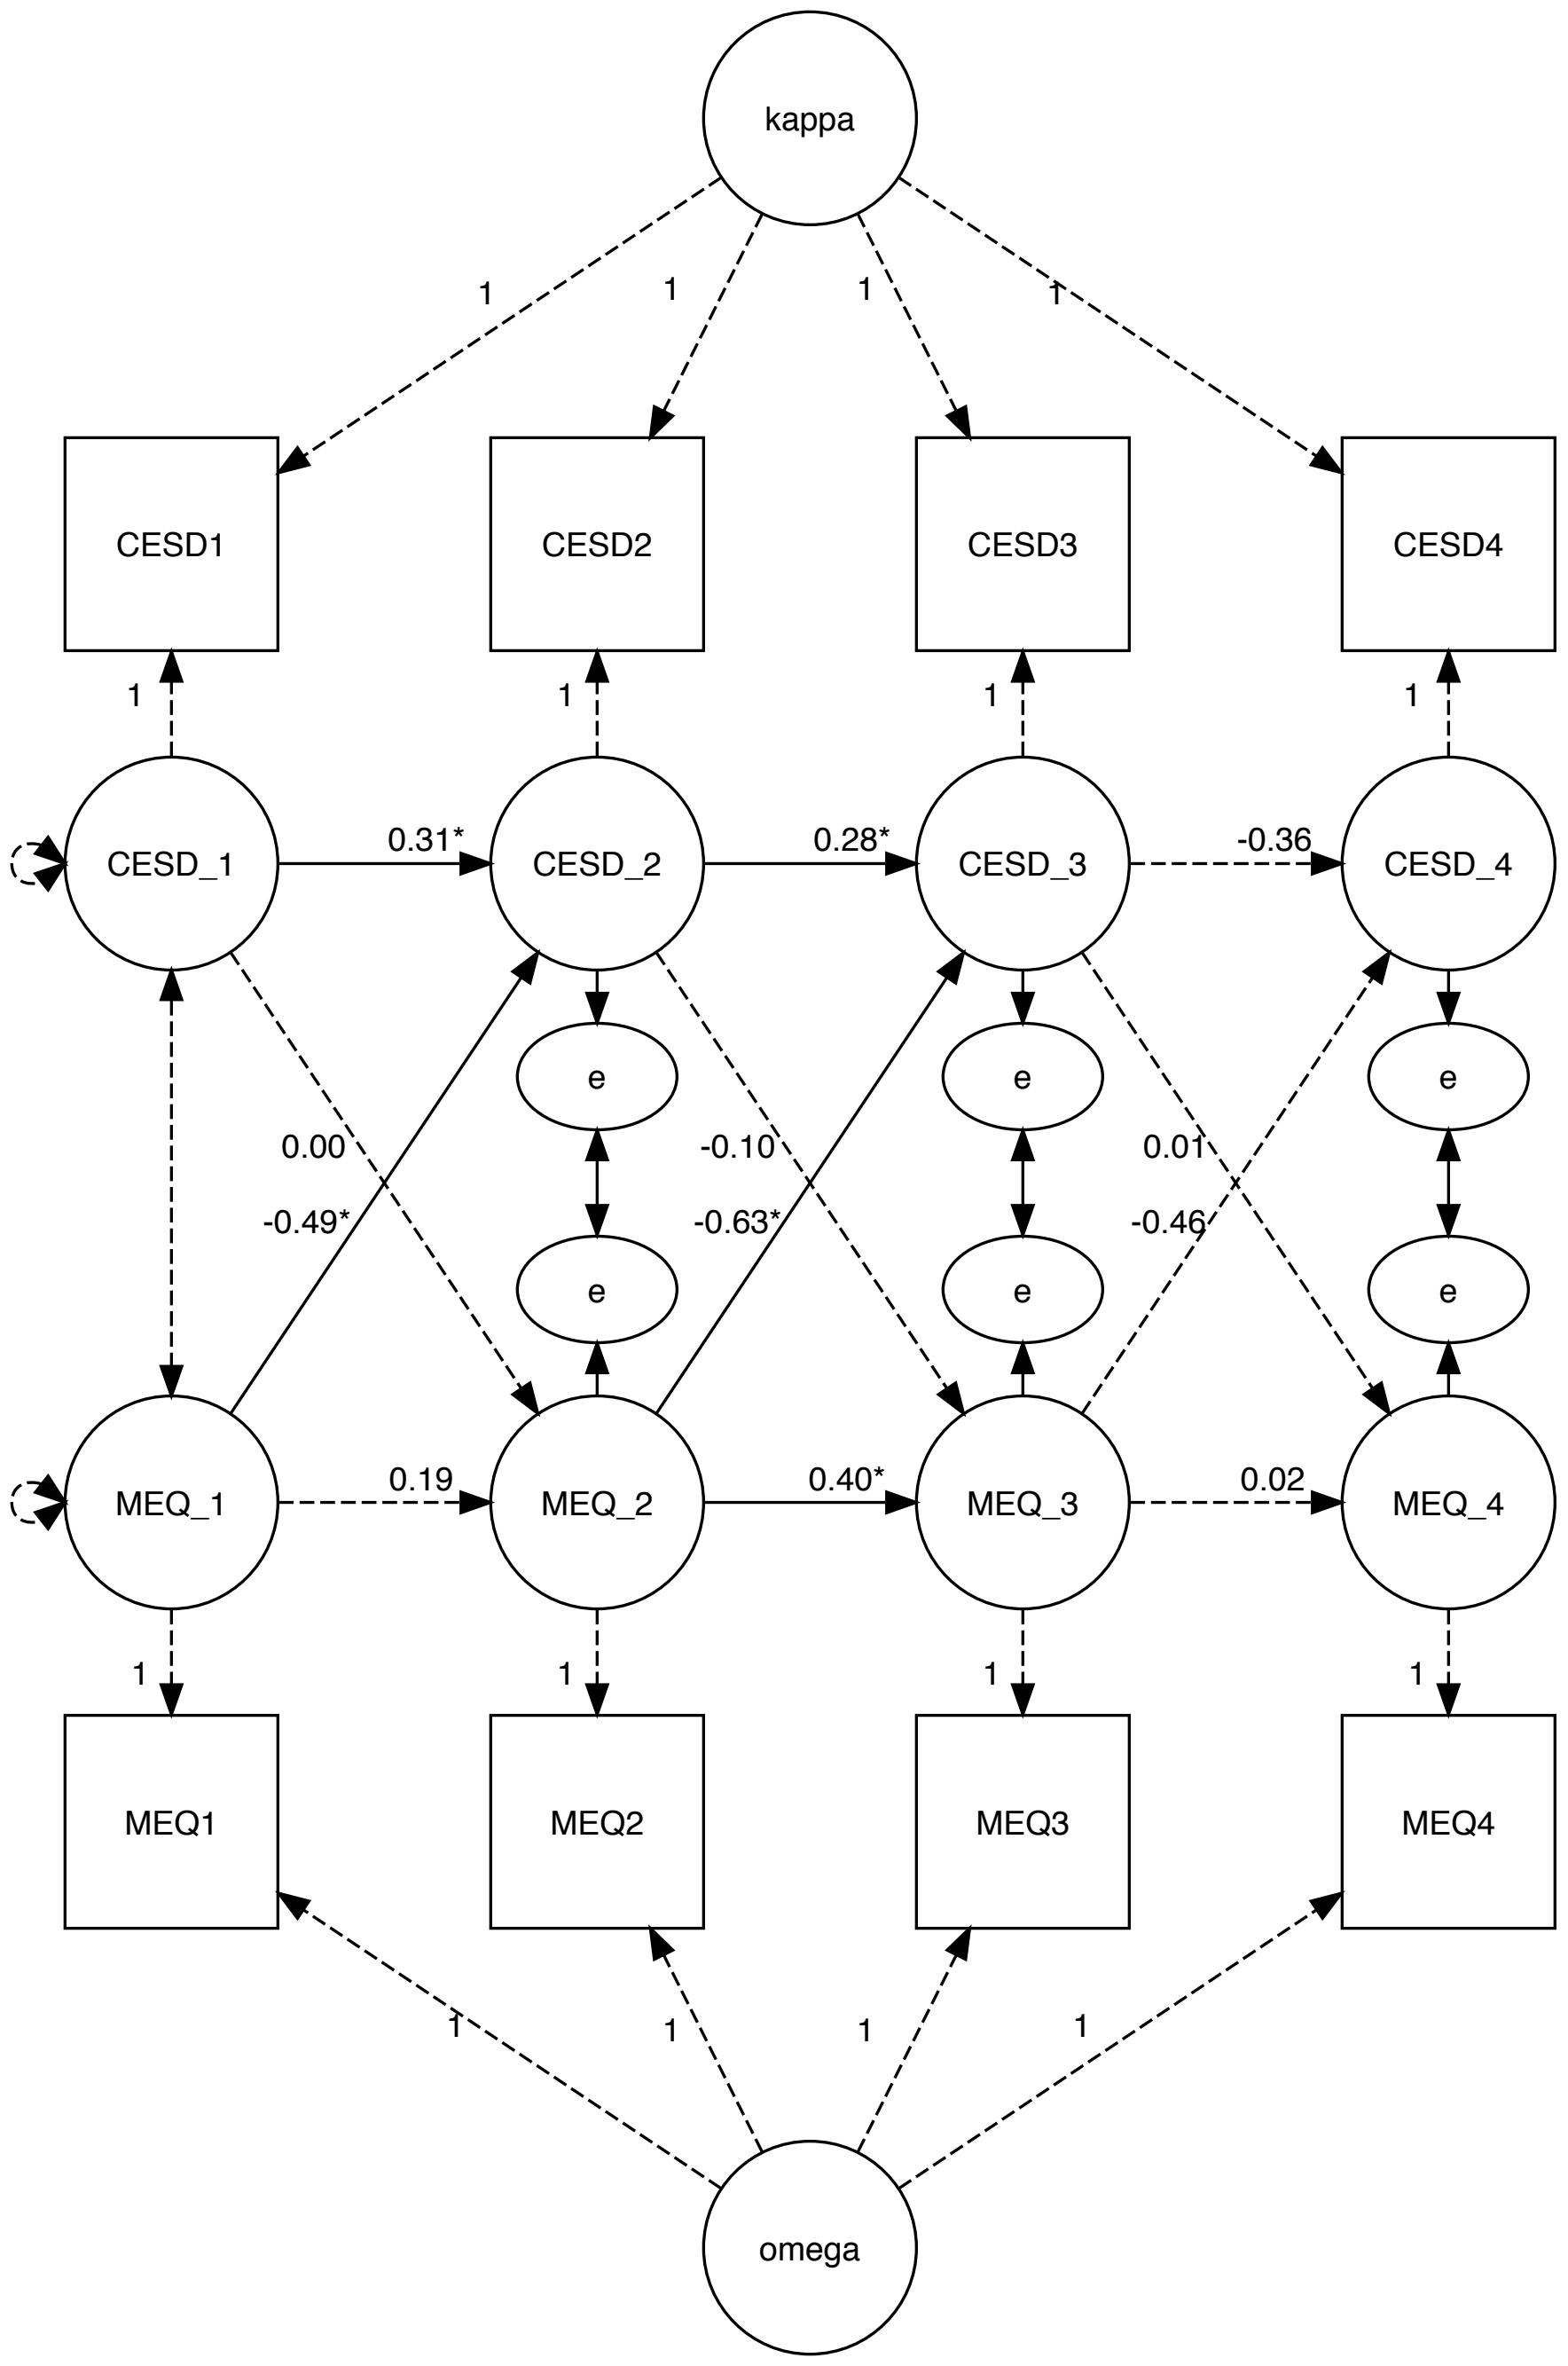 kappa
1
1
1
1
CESD1
CESD2
CESD3
CESD4
1
1
1
1
CESD_1
0.31*
CESD_2
0.28*
CESD_3
-0.36
CESD_4
e
e
e
0.00
-0.10
0.01
-0.49*
-0.63*
-0.46
e
e
e
MEQ_1
0.19
MEQ_2
0.40*
MEQ_3
0.02
MEQ_4
1
1
1
1
MEQ1
MEQ2
MEQ3
MEQ4
1
1
1
1
omega